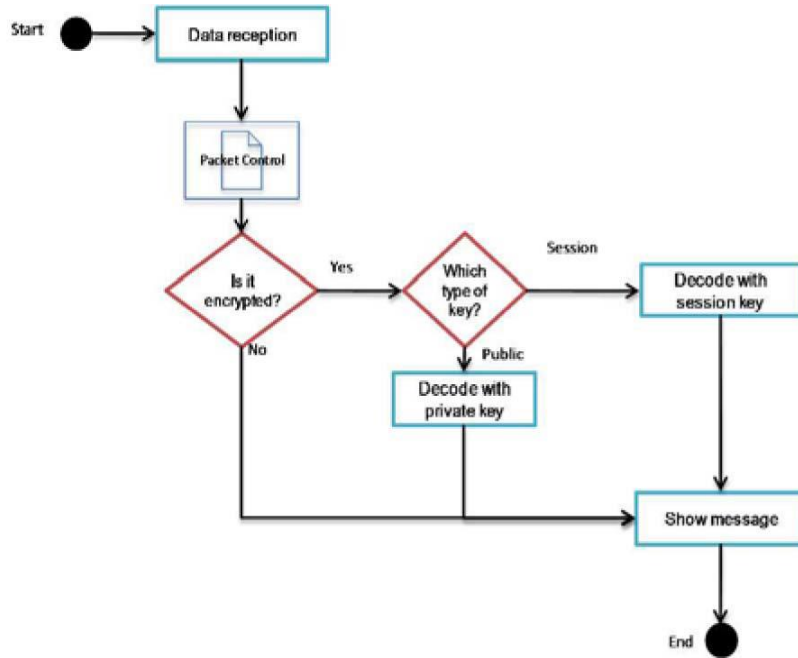 Start
Data reception
Packet Control
Is it
encrypted?
Yes
No
Which
type of
key?
Session
Decode with
session key
Public
Decode with
private key
Show message
End